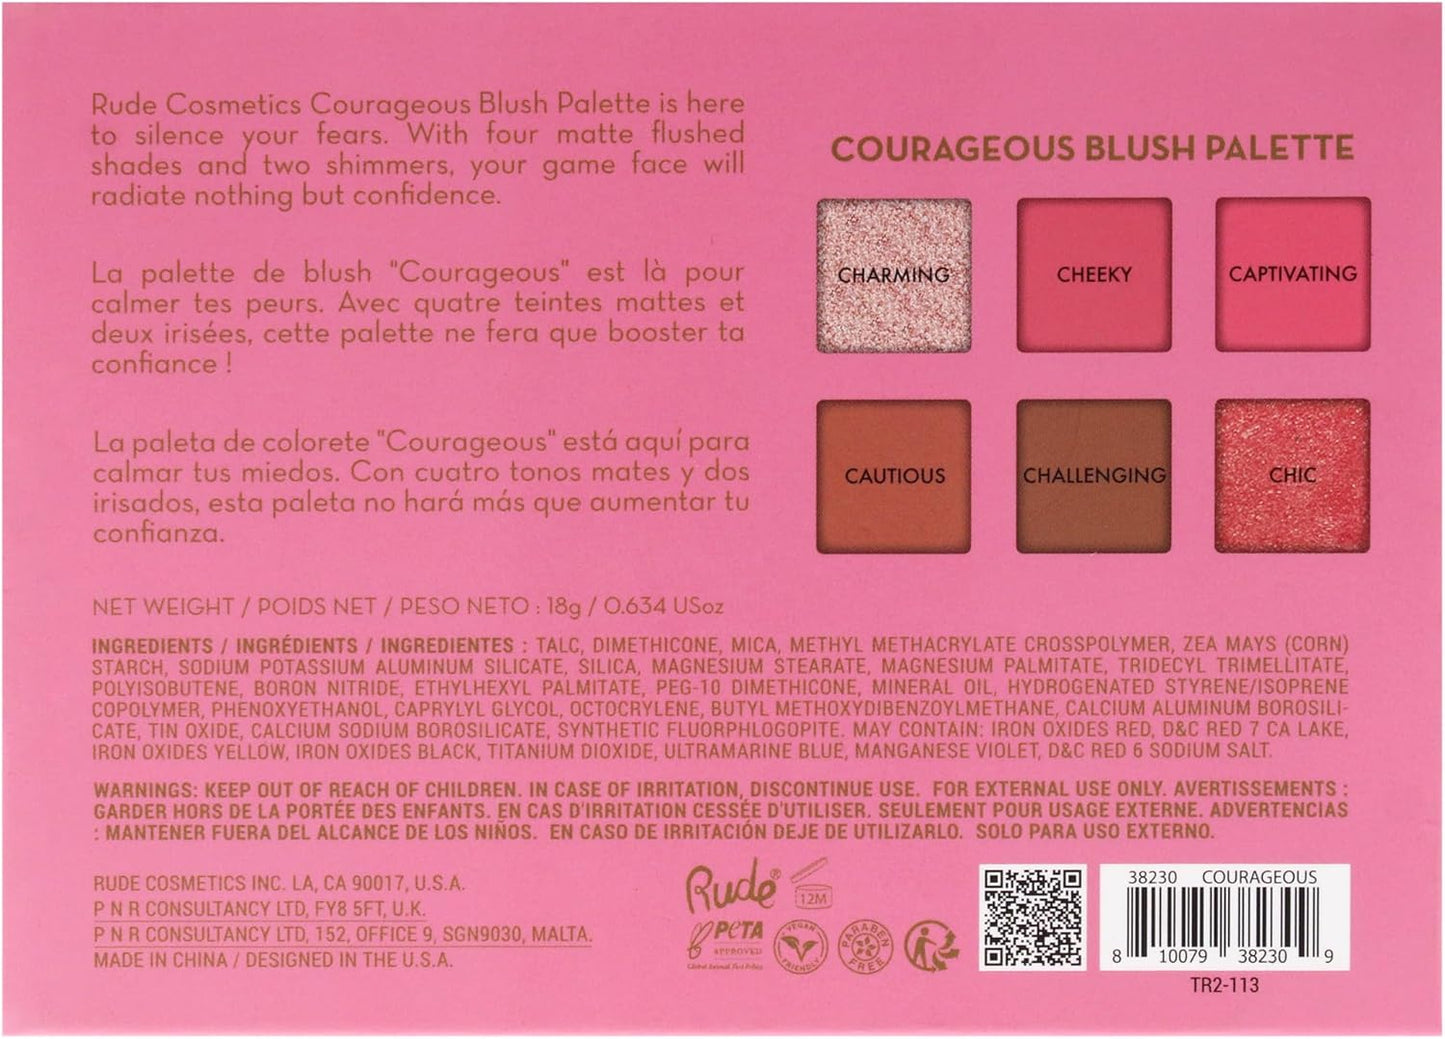 Rude Cosmetics Courageous Blush Palette is here
to silence your fears. With four matte flushed
shades and two shimmers, your game face will
radiate nothing but confidence.
La palette de blush "Courageous" est là pour
calmer tes peurs. Avec quatre teintes mattes et
deux irisées, cette palette ne fera que booster ta
confiance !
La paleta de colorete "Courageous" está aquí para
calmar tus miedos. Con cuatro tonos mates y dos
irisados, esta paleta no hará más que aumentar tu
confianza.
COURAGEOUS BLUSH PALETTE
CHARMING
CHEEKY
CAPTIVATING
CAUTIOUS
CHALLENGING
CHIC
NET WEIGHT / POIDS NET / PESO NETO : 18g / 0.634 USoz
INGREDIENTS / INGRÉDIENTS / INGREDIENTES : TALC, DIMETHICONE, MICA, METHYL METHACRYLATE CROSSPOLYMER, ZEA MAYS (CORN)
STARCH, SODIUM POTASSIUM ALUMINUM SILICATE, SILICA, MAGNESIUM STEARATE, MAGNESIUM PALMITATE, TRIDECYL TRIMELLITATE,
POLYISOBUTENE, BORON NITRIDE, ETHYLHEXYL PALMITATE, PEG-10 DIMETHICONE, MINERAL OIL, HYDROGENATED STYRENE/ISOPRENE
COPOLYMER, PHENOXYETHANOL, CAPRYLYL GLYCOL, OCTOCRYLENE, BUTYL METHOXYDIBENZOYLMETHANE, CALCIUM ALUMINUM BOROSILI-
CATE, TIN OXIDE, CALCIUM SODIUM BOROSILICATE, SYNTHETIC FLUORPHLOGOPITE. MAY CONTAIN: IRON OXIDES RED, D&C RED 7 CA LAKE,
IRON OXIDES YELLOW, IRON OXIDES BLACK, TITANIUM DIOXIDE, ULTRAMARINE BLUE, MANGANESE VIOLET, D&C RED 6 SODIUM SALT.
WARNINGS: KEEP OUT OF REACH OF CHILDREN. IN CASE OF IRRITATION, DISCONTINUE USE. FOR EXTERNAL USE ONLY. AVERTISSEMENTS :
GARDER HORS DE LA PORTÉE DES ENFANTS. EN CAS D'IRRITATION CESSÉE D'UTILISER. SEULEMENT POUR USAGE EXTERNE. ADVERTENCIAS
: MANTENER FUERA DEL ALCANCE DE LOS NIÑOS. EN CASO DE IRRITACIÓN DEJE DE UTILIZARLO. SOLO PARA USO EXTERNO.
RUDE COSMETICS INC. LA, CA 90017, U.S.A.
P N R CONSULTANCY LTD, FY8 5FT, U.K.
P N R CONSULTANCY LTD, 152, OFFICE 9, SGN9030, MALTA.
MADE IN CHINA / DESIGNED IN THE U.S.A.
Rude®
12M
PETA
APPROVED
Global Animal Test Policy
VEGAN
FRIENDLY
PARABEN
FREE
38230 COURAGEOUS
8 10079 38230 9
TR2-113